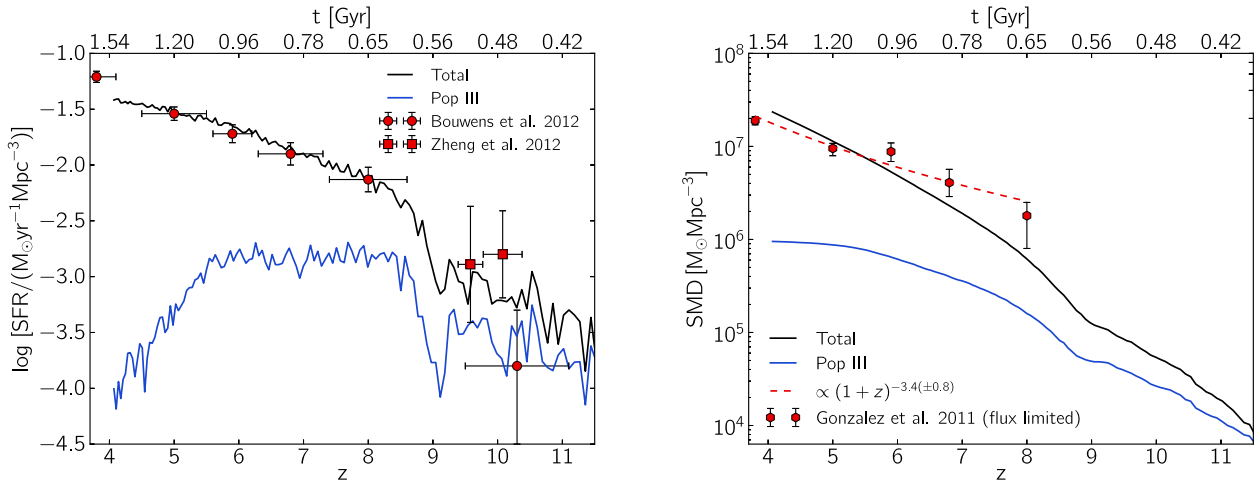 t [Gyr]
1.54 1.20 0.96 0.78 0.65 0.56 0.48 0.42
−1.0
−1.5
−2.0
−2.5
−3.0
−3.5
−4.0
−4.5
log [SFR/(M⊙yr⁻¹Mpc⁻³)]
Total
Pop III
Bouwens et al. 2012
Zheng et al. 2012
4 5 6 7 8 9 10 11
z
t [Gyr]
1.54 1.20 0.96 0.78 0.65 0.56 0.48 0.42
10⁸
10⁷
10⁶
10⁵
10⁴
SMD [M⊙Mpc⁻³]
Total
Pop III
∝ (1 + z)⁻³·⁴⁽±⁰·⁸⁾
Gonzalez et al. 2011 (flux limited)
4 5 6 7 8 9 10 11
z